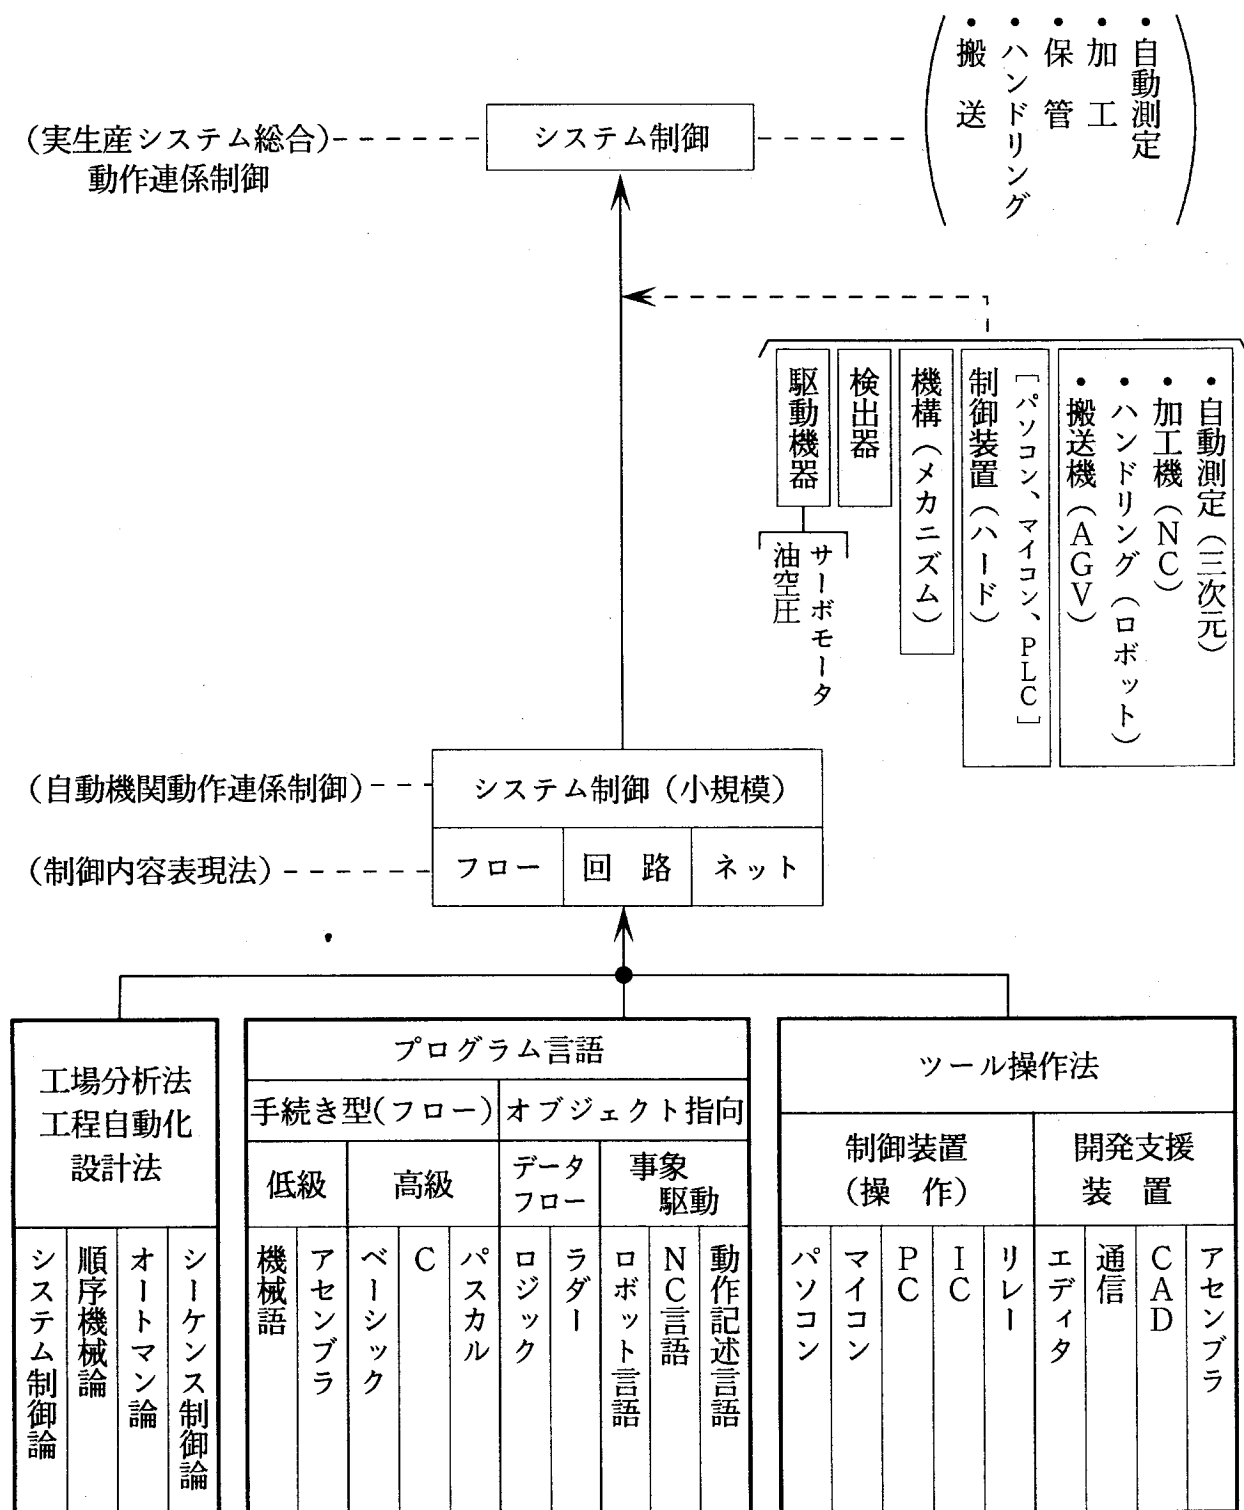 ・自動測定
・加工
・保管
・ハンドリング
・搬送
（実生産システム総合）
動作連係制御
システム制御
・自動測定（三次元）
・加工機（NC）
・ハンドリング（ロボット）
・搬送機（AGV）
［パソコン、マイコン、PLC］
制御装置（ハード）
機構（メカニズム）
検出器
駆動機器
サーボモータ
油空圧
（自動機関動作連係制御）
システム制御（小規模）
（制御内容表現法）
フロー
回路
ネット
工場分析法
工程自動化
設計法
システム制御論
順序機械論
オートマン論
シーケンス制御論
プログラム言語
手続き型(フロー)
オブジェクト指向
低級
高級
データ
フロー
事象
駆動
機械語
アセンブラ
ベーシック
C
パスカル
ロジック
ラダー
ロボット言語
NC言語
動作記述言語
ツール操作法
制御装置
（操作）
開発支援
装置
パソコン
マイコン
PC
IC
リレー
エディタ
通信
CAD
アセンブラ